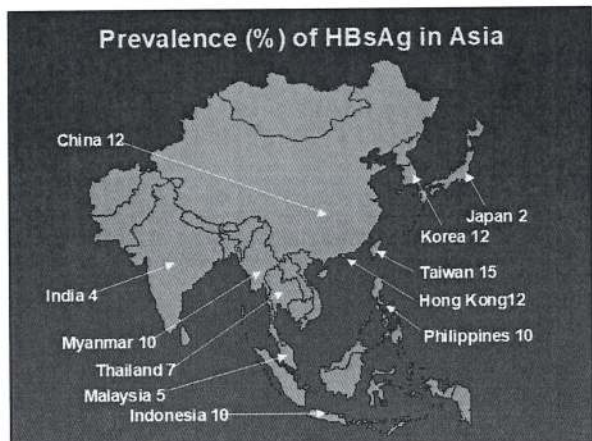 Prevalence (%) of HBsAg in Asia
China 12
Japan 2
Korea 12
Taiwan 15
India 4
Hong Kong12
Myanmar 10
Philippines 10
Thailand 7
Malaysia 5
Indonesia 10